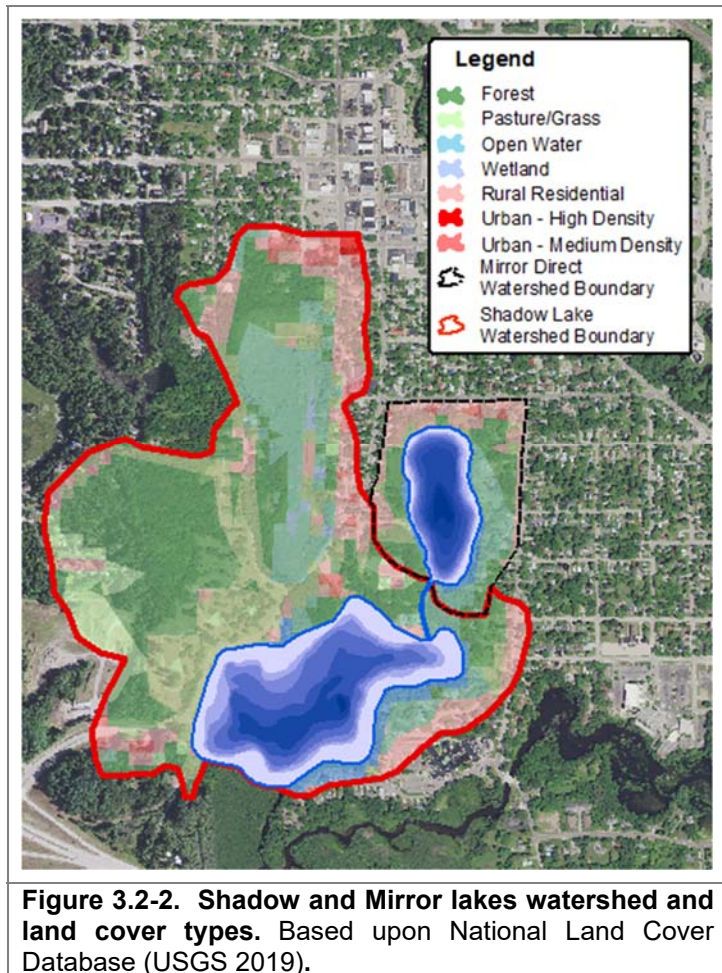 Legend
Forest
Pasture/Grass
Open Water
Wetland
Rural Residential
Urban - High Density
Urban - Medium Density
Mirror Direct
Watershed Boundary
Shadow Lake
Watershed Boundary
Figure 3.2-2. Shadow and Mirror lakes watershed and
land cover types. Based upon National Land Cover
Database (USGS 2019).